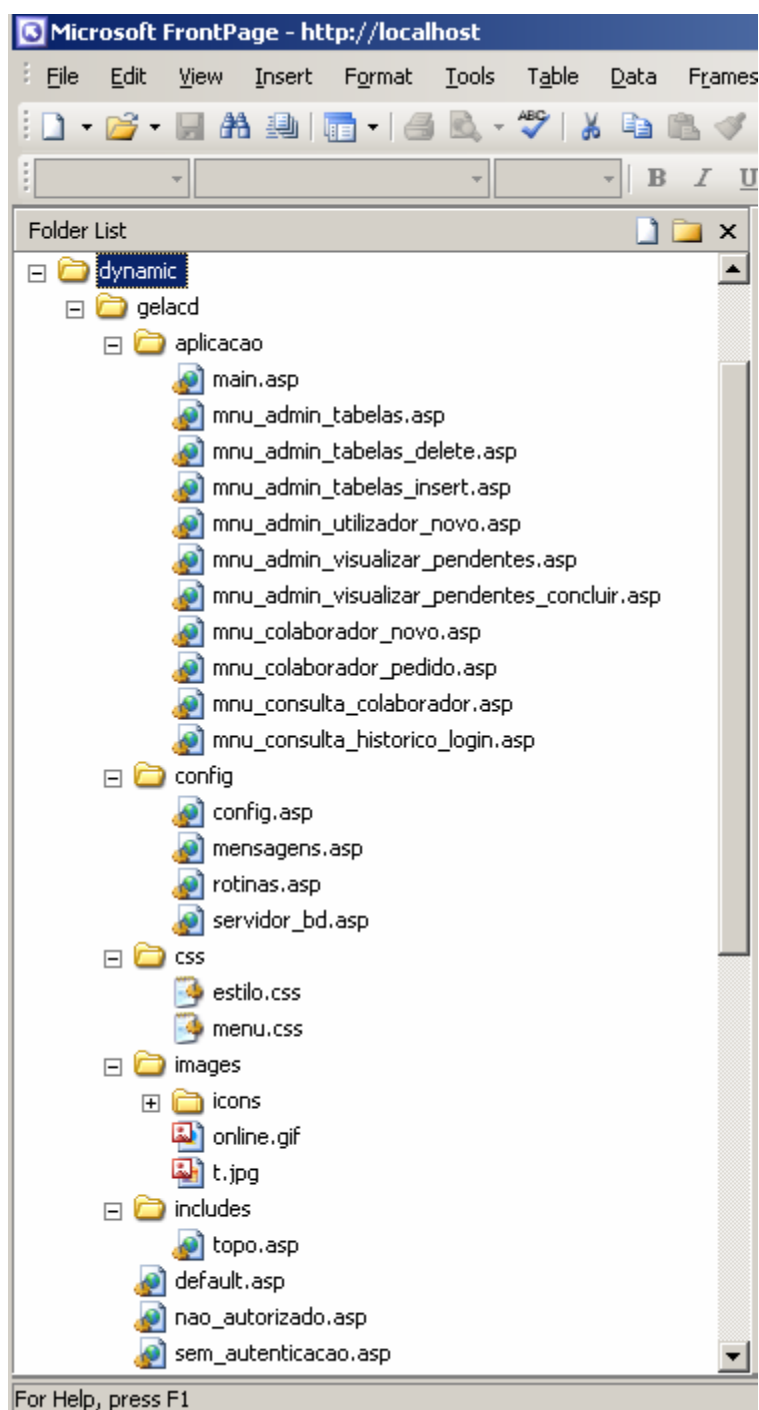 Microsoft FrontPage - http://localhost
File Edit View Insert Format Tools Table Data Frames
ABC
B I U
Folder List
dynamic
gelacd
aplicacao
main.asp
mnu_admin_tabelas.asp
mnu_admin_tabelas_delete.asp
mnu_admin_tabelas_insert.asp
mnu_admin_utilizador_novo.asp
mnu_admin_visualizar_pendentes.asp
mnu_admin_visualizar_pendentes_concluir.asp
mnu_colaborador_novo.asp
mnu_colaborador_pedido.asp
mnu_consulta_colaborador.asp
mnu_consulta_historico_login.asp
config
config.asp
mensagens.asp
rotinas.asp
servidor_bd.asp
css
estilo.css
menu.css
images
icons
online.gif
t.jpg
includes
topo.asp
default.asp
nao_autorizado.asp
sem_autenticacao.asp
For Help, press F1